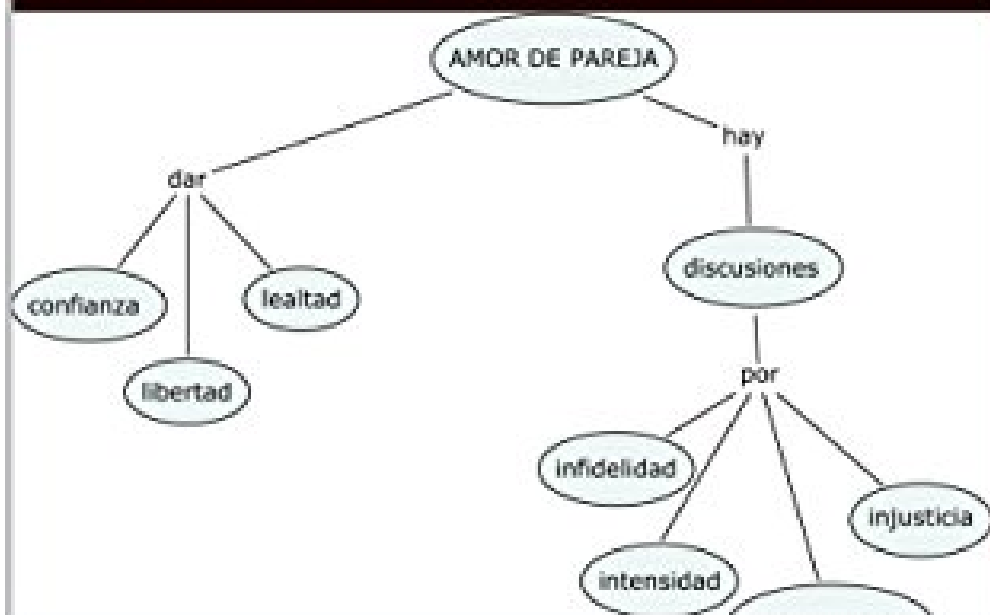 AMOR DE PAREJA
hay
dar
discusiones
confianza
lealtad
libertad
por
infidelidad
injusticia
intensidad